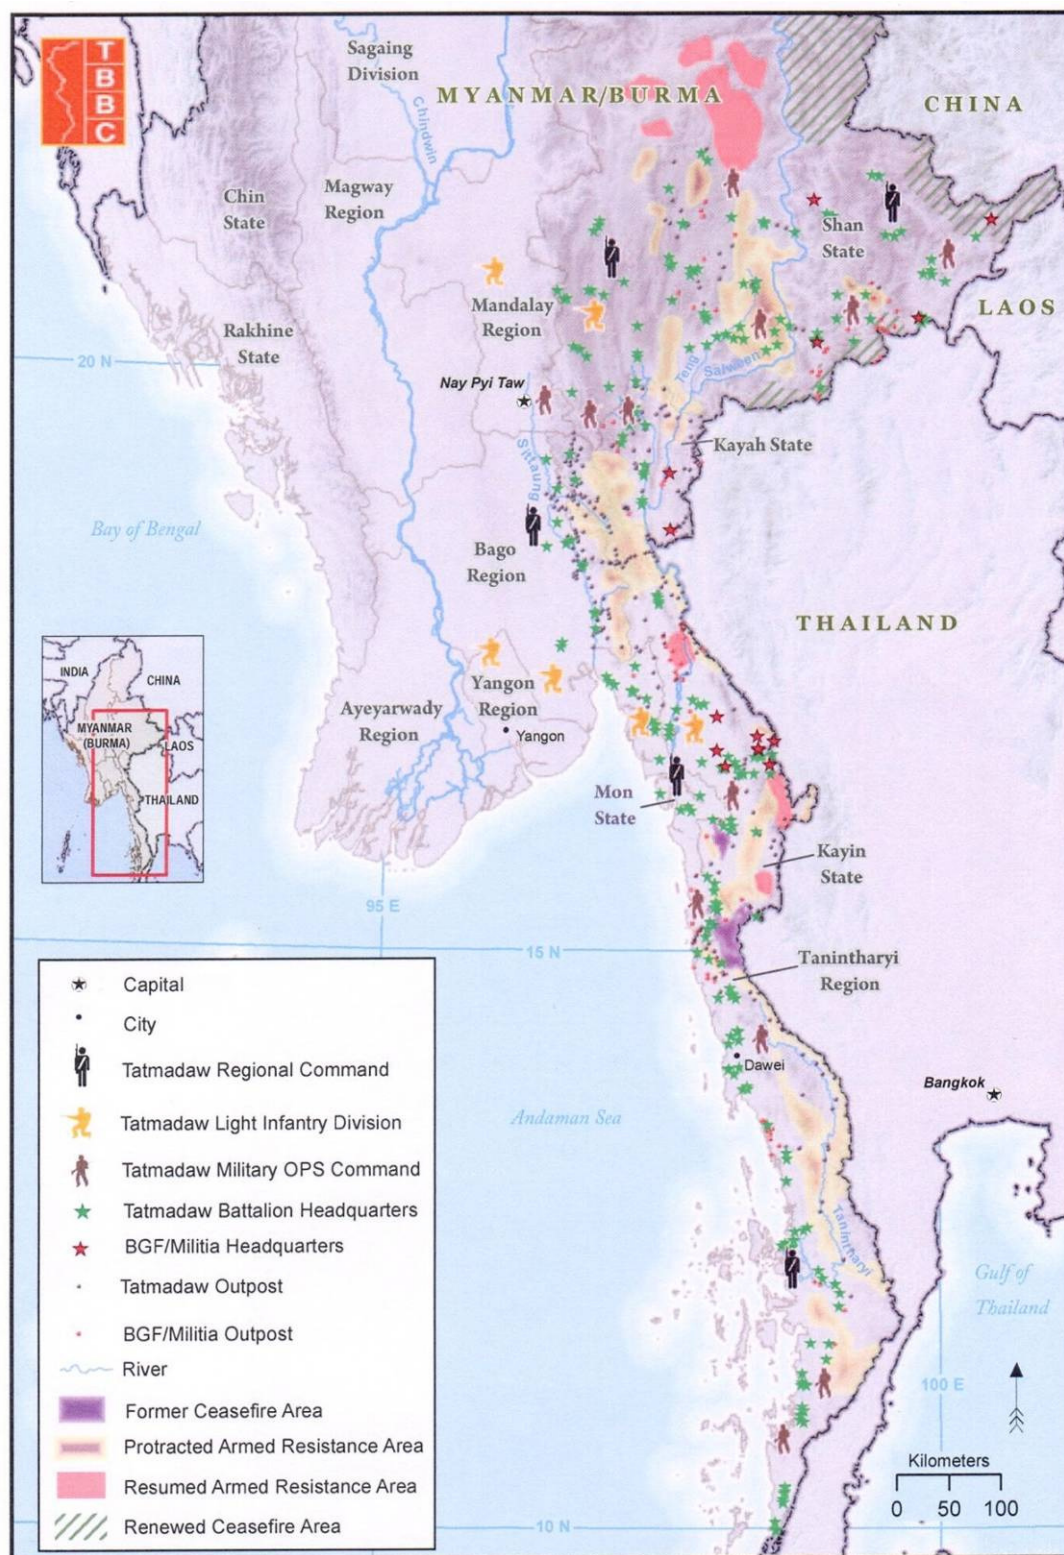 T
B
B
C
Sagaing
Division
Chindwin
MYANMAR/BURMA
CHINA
Chin
State
Magway
Region
Shan
State
Mandalay
Region
LAOS
Rakhine
State
20 N
Nay Pyi Taw
Teng
Salween
Kayah State
Sittaung
Bay of Bengal
Bago
Region
THAILAND
INDIA
CHINA
MYANMAR
(BURMA)
LAOS
THAILAND
Yangon
Region
Ayeyarwady
Region
Yangon
Mon
State
Kayin
State
95 E
15 N
Tanintharyi
Region
Dawei
Bangkok
Andaman Sea
Tanintharyi
Gulf of
Thailand
100 E
10 N
Capital
City
Tatmadaw Regional Command
Tatmadaw Light Infantry Division
Tatmadaw Military OPS Command
Tatmadaw Battalion Headquarters
BGF/Militia Headquarters
Tatmadaw Outpost
BGF/Militia Outpost
River
Former Ceasefire Area
Protracted Armed Resistance Area
Resumed Armed Resistance Area
Renewed Ceasefire Area
Kilometers
0 50 100